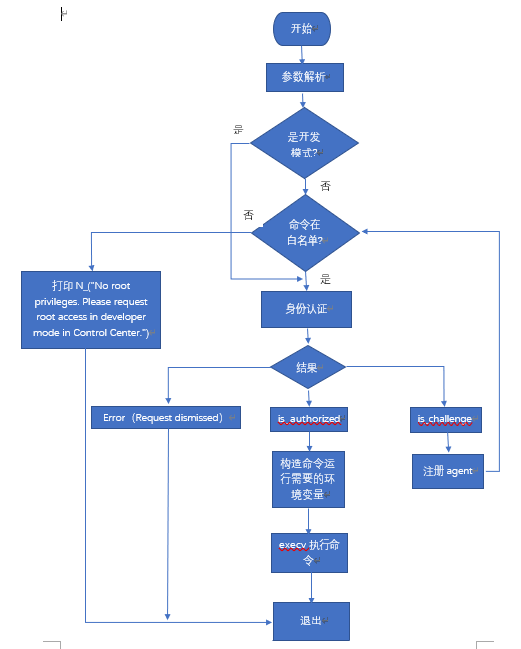 开始
参数解析
是
是开发
模式?
否
否
命令在
白名单?
是
打印 N_("No root
privileges. Please request
root access in developer
mode in Control Center.")
身份认证
结果
Error（Request dismissed）
is_authorized
is_challenge
构造命令运
行需要的环
境变量
注册 agent
execv 执行命
令
退出